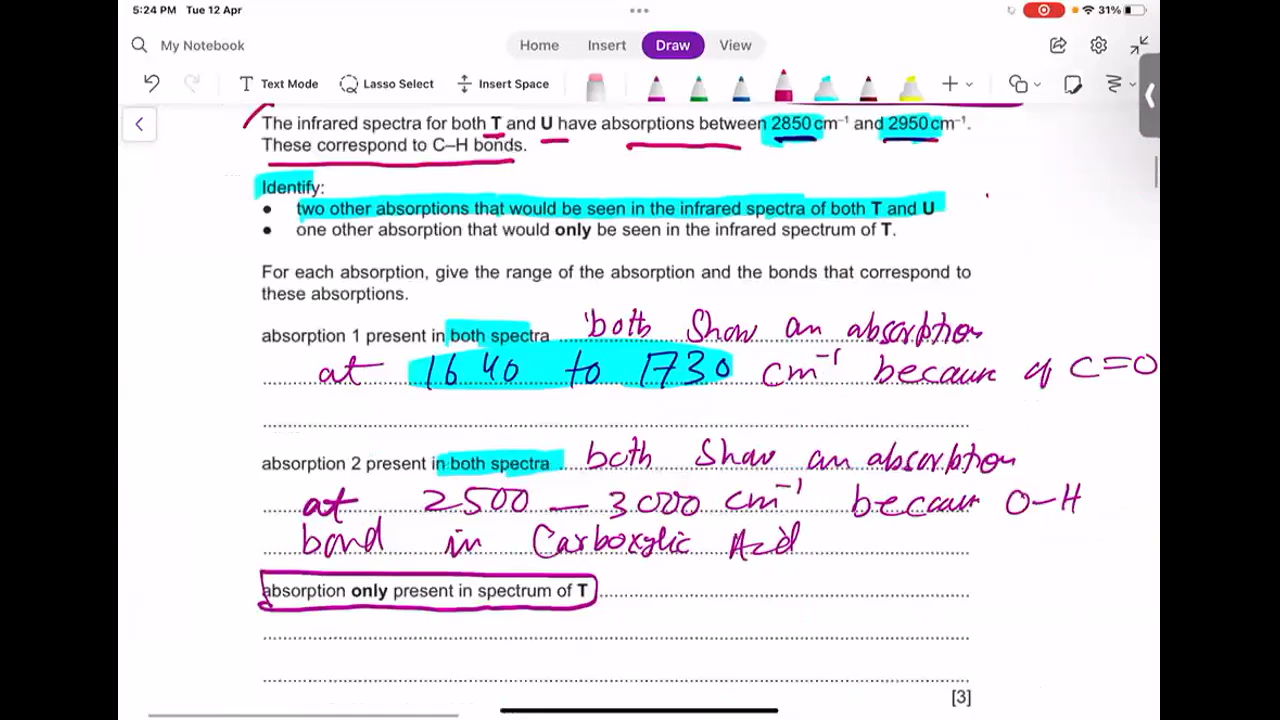 5:24 PM Tue 12 Apr
31%
My Notebook
Home Insert Draw View
Text Mode Lasso Select Insert Space
The infrared spectra for both T and U have absorptions between 2850 cm⁻¹ and 2950 cm⁻¹.
These correspond to C–H bonds.
Identify:
• two other absorptions that would be seen in the infrared spectra of both T and U
• one other absorption that would only be seen in the infrared spectrum of T.
For each absorption, give the range of the absorption and the bonds that correspond to
these absorptions.
absorption 1 present in both spectra both show an absorption
at 1640 to 1730 cm⁻¹ because of C=O
absorption 2 present in both spectra both show an absorption
at 2500 — 3000 cm⁻¹ because O–H
bond in Carboxylic Acid
absorption only present in spectrum of T
[3]